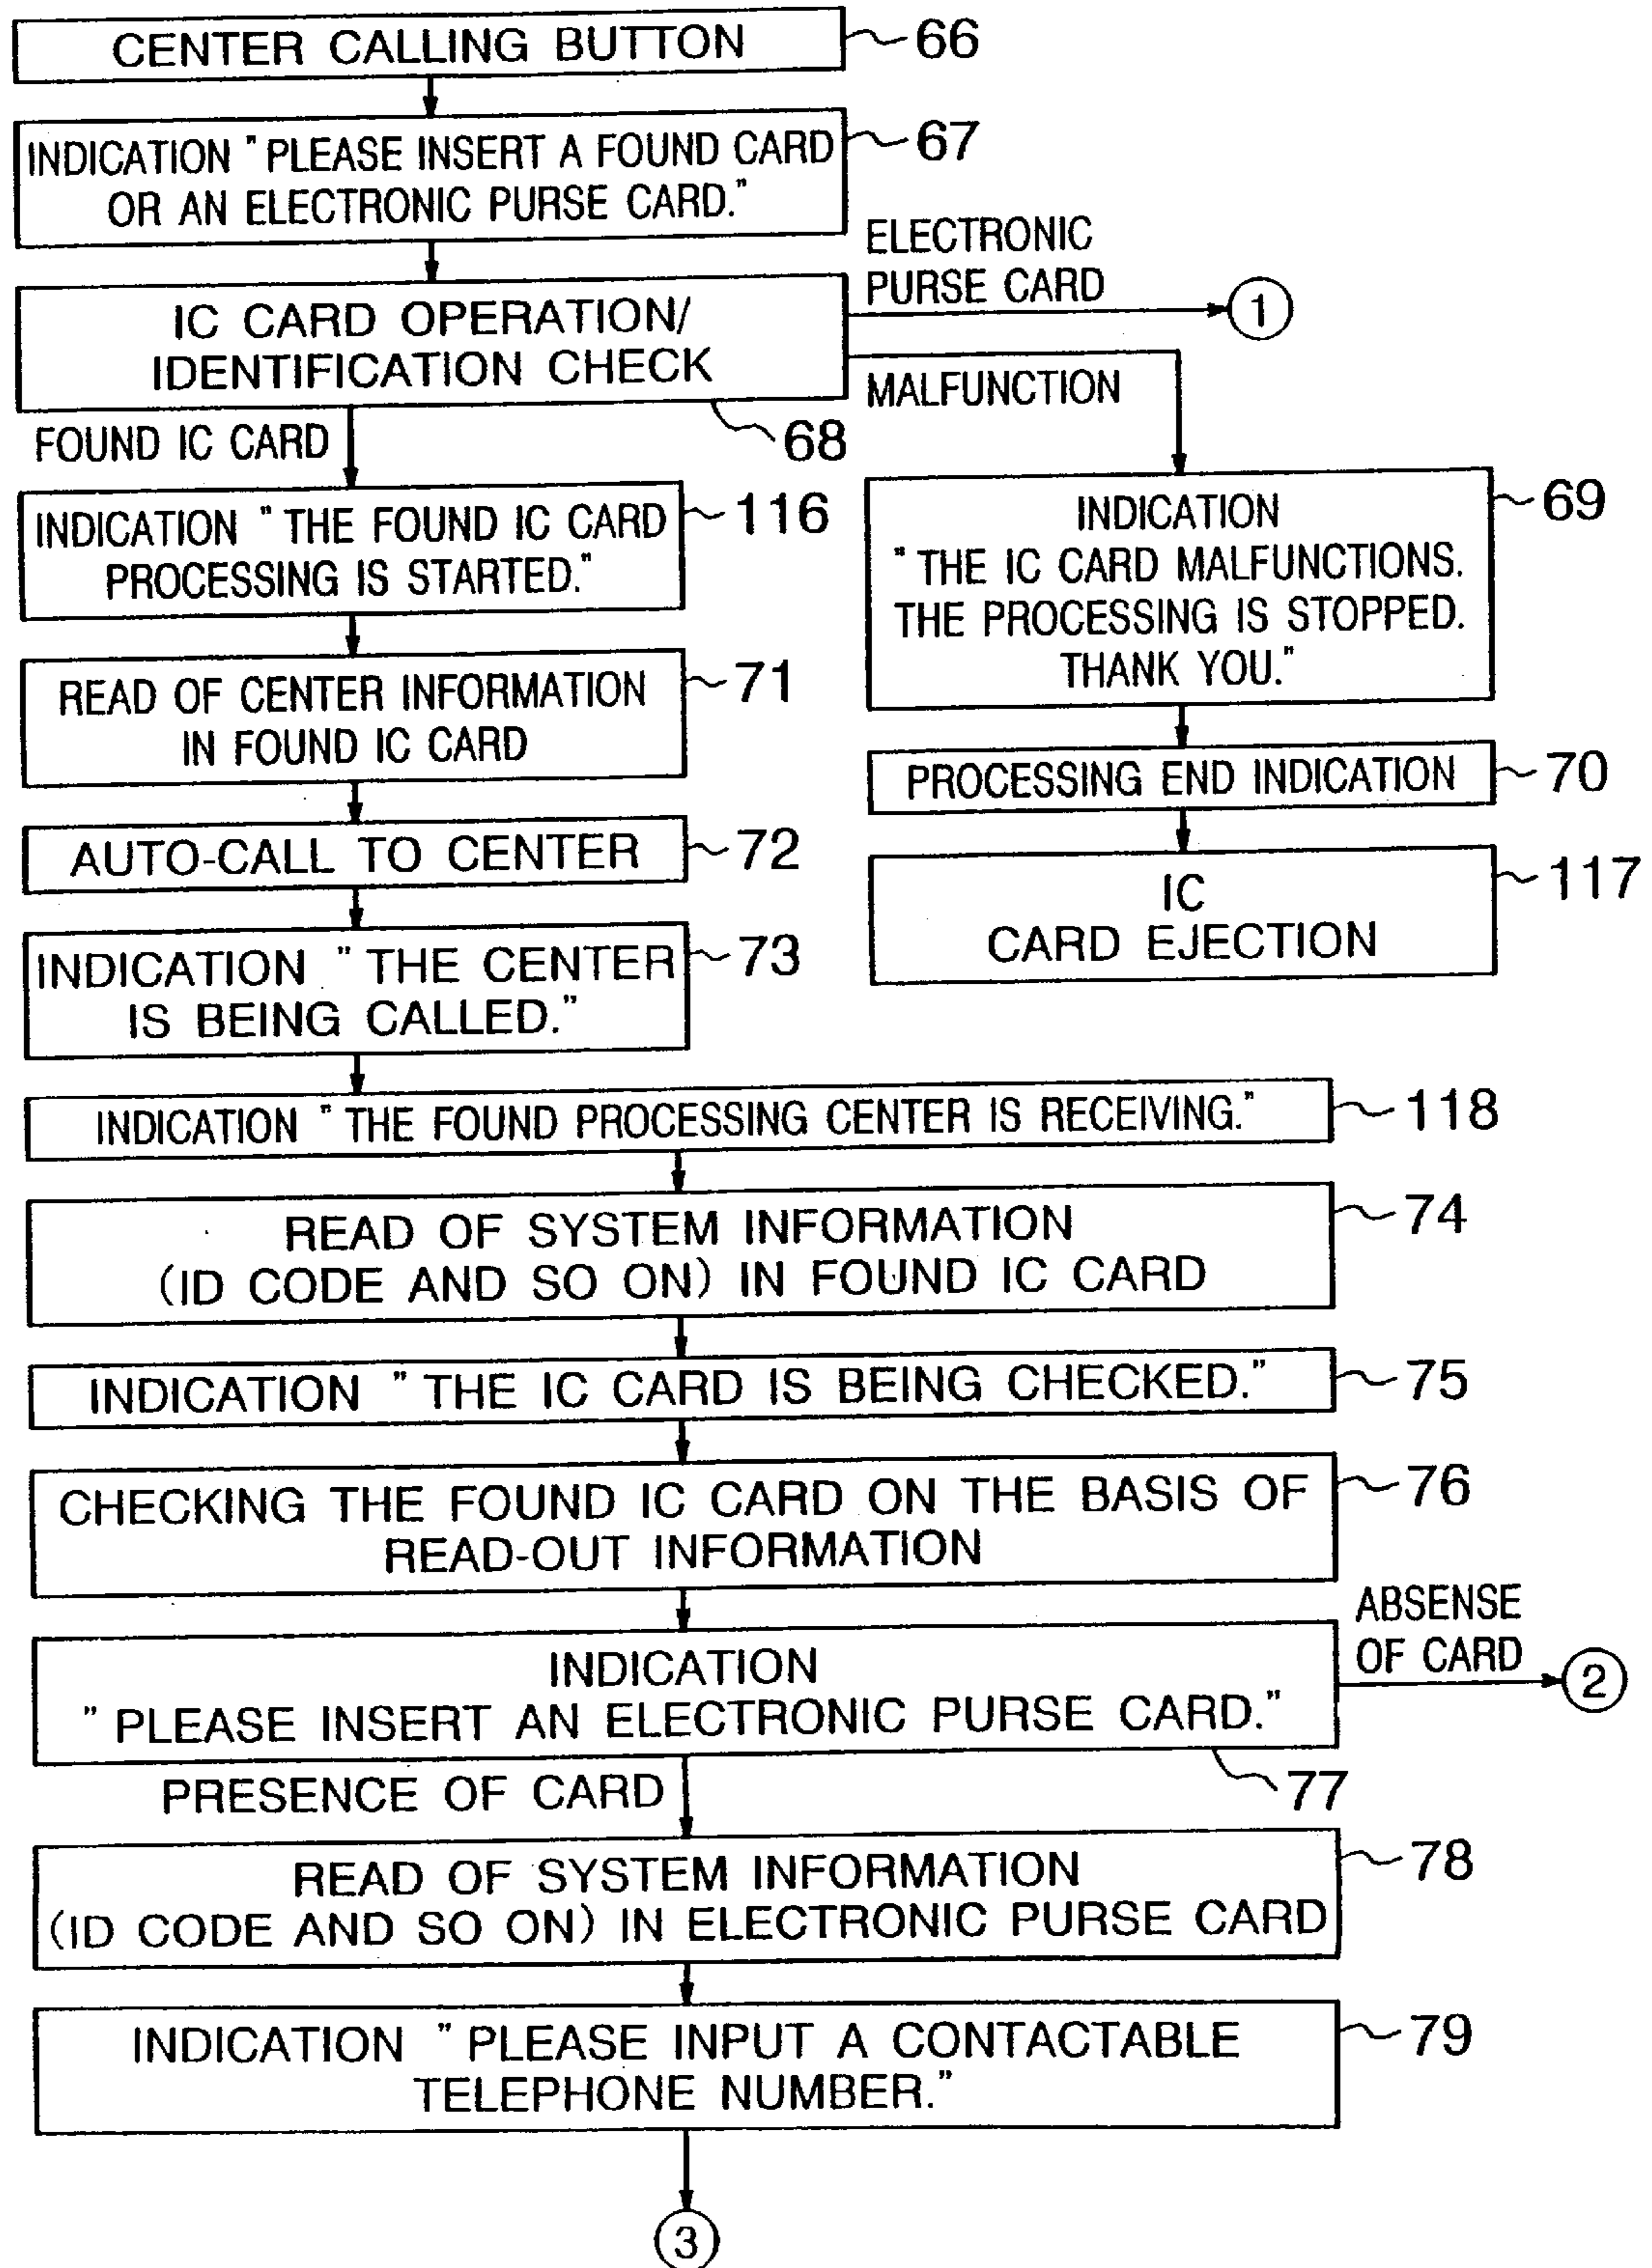 CENTER CALLING BUTTON
66
INDICATION " PLEASE INSERT A FOUND CARD
OR AN ELECTRONIC PURSE CARD."
67
IC CARD OPERATION/
IDENTIFICATION CHECK
68
ELECTRONIC
PURSE CARD
1
MALFUNCTION
FOUND IC CARD
INDICATION " THE FOUND IC CARD
PROCESSING IS STARTED."
116
INDICATION
" THE IC CARD MALFUNCTIONS.
THE PROCESSING IS STOPPED.
THANK YOU."
69
READ OF CENTER INFORMATION
IN FOUND IC CARD
71
PROCESSING END INDICATION
70
AUTO-CALL TO CENTER
72
IC
CARD EJECTION
117
INDICATION " THE CENTER
IS BEING CALLED."
73
INDICATION " THE FOUND PROCESSING CENTER IS RECEIVING."
118
READ OF SYSTEM INFORMATION
(ID CODE AND SO ON) IN FOUND IC CARD
74
INDICATION " THE IC CARD IS BEING CHECKED."
75
CHECKING THE FOUND IC CARD ON THE BASIS OF
READ-OUT INFORMATION
76
INDICATION
" PLEASE INSERT AN ELECTRONIC PURSE CARD."
77
ABSENSE
OF CARD
2
PRESENCE OF CARD
READ OF SYSTEM INFORMATION
(ID CODE AND SO ON) IN ELECTRONIC PURSE CARD
78
INDICATION " PLEASE INPUT A CONTACTABLE
TELEPHONE NUMBER."
79
3